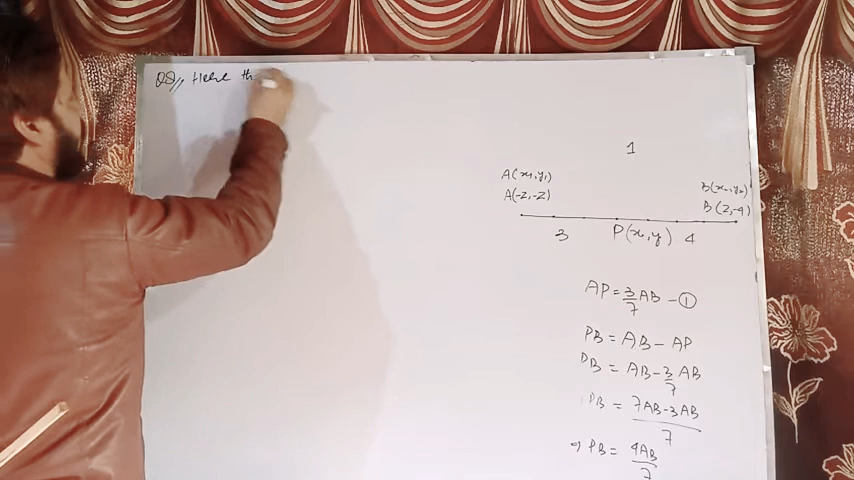 Q8// Here th
1
A(x₁,y₁)
A(-2,-2)
B(x₂,y₂)
B(2,-4)
3 P(x,y) 4
AP = 3/7 AB - ①
PB = AB - AP
PB = AB - 3/7 AB
PB = 7AB-3AB/7
⇒ PB = 4AB/7